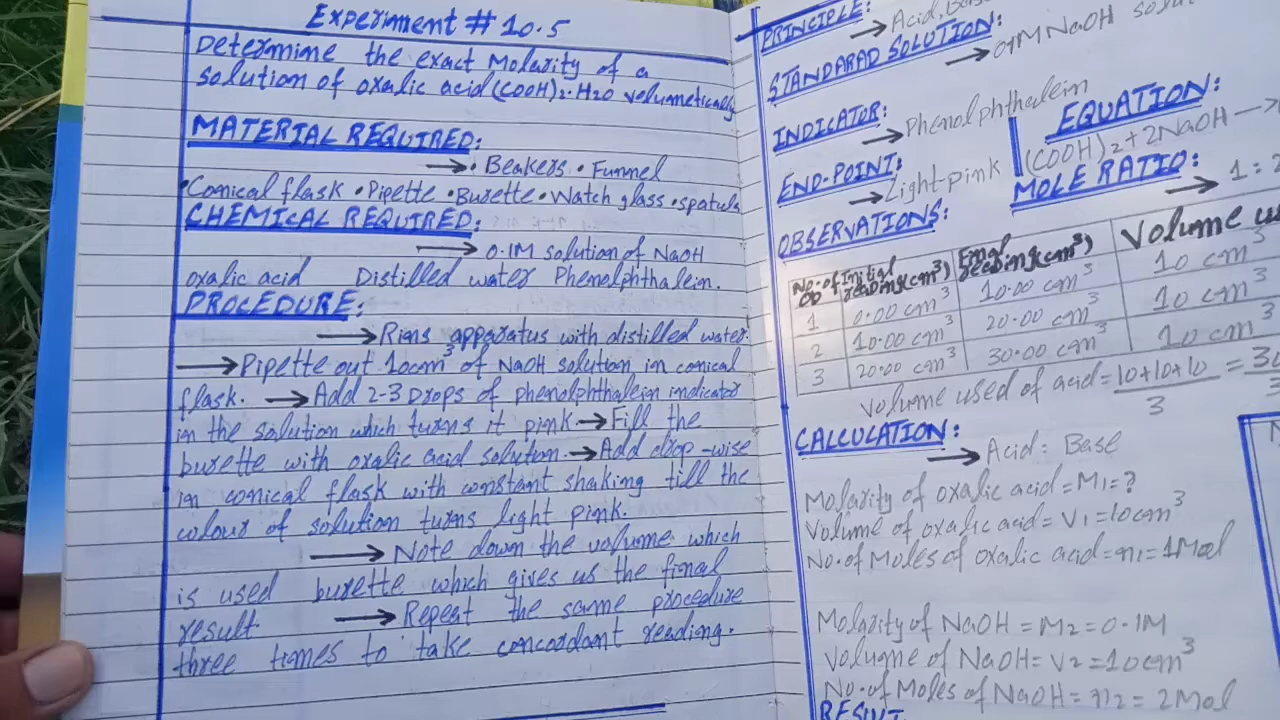 Experiment # 10.5
Determine the exact Molarity of a
solution of oxalic acid (COOH)2.H2O volumetrically
MATERIAL REQUIRED:
→ • Beakers • Funnel
• Conical flask • Pipette • Burette • Watch glass • spatula
CHEMICAL REQUIRED:
→ 0.1M solution of NaOH
oxalic acid Distilled water Phenolphthalein.
PROCEDURE:
→ Rins apparatus with distilled water.
→ Pipette out 10cm³ of NaOH solution in conical
flask. → Add 2-3 Drops of phenolphthalein indicator
in the solution which turns it pink. → Fill the
burette with oxalic acid solution. → Add drop-wise
in conical flask with constant shaking till the
colour of solution turns light pink.
→ Note down the volume which
is used burette which gives us the final
result. → Repeat the same procedure
three times to take concordant reading.
PRINCIPLE:
→ Acid, Base
STANDARAD SOLUTION:
→ 0.1M NaOH
INDICATOR:
→ Phenolphthalein
END-POINT:
→ Light-pink
EQUATION:
(COOH)2 + 2NaOH →
MOLE RATIO:
→ 1:2
OBSERVATIONS:
No. of Initial reading(cm³) Final reading(cm³) Volume
1 0.00 cm³ 10.00 cm³ 10 cm³
2 10.00 cm³ 20.00 cm³ 10 cm³
3 20.00 cm³ 30.00 cm³ 10 cm³
Volume used of acid = 10+10+10 / 3 = 30
CALCULATION:
→ Acid: Base
Molarity of oxalic acid = M1 = ?
Volume of oxalic acid = V1 = 10cm³
No. of Moles of oxalic acid = n1 = 1Mol
Molarity of NaOH = M2 = 0.1M
Volume of NaOH = V2 = 10cm³
No. of Moles of NaOH = n2 = 2Mol
RESULT